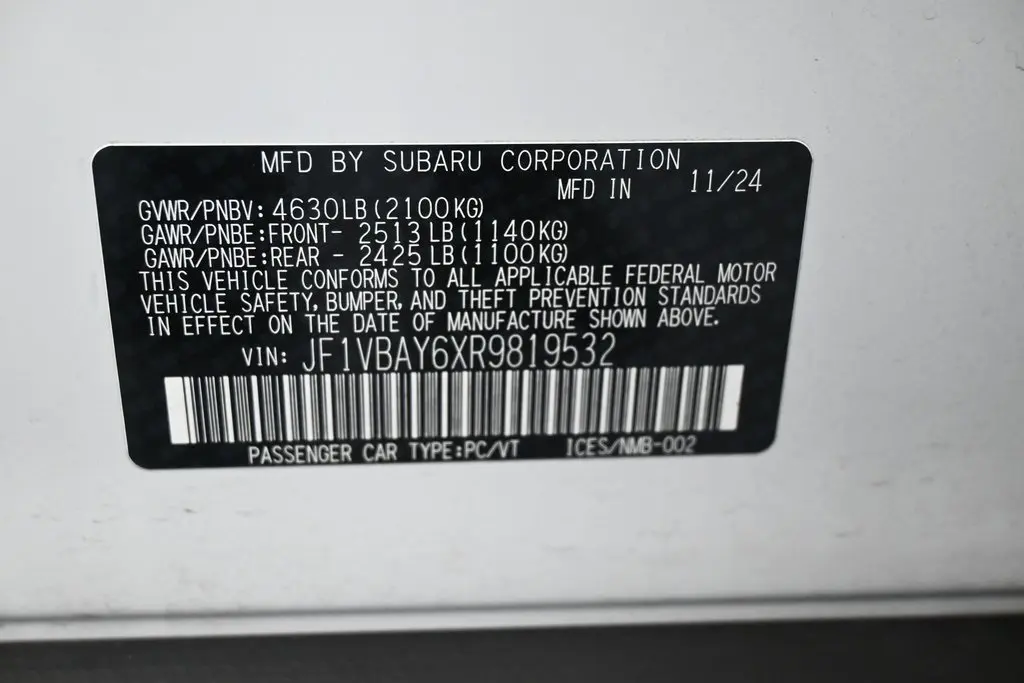 MFD BY SUBARU CORPORATION
MFD IN 11/24
GVWR/PNBV: 4630LB (2100KG)
GAWR/PNBE:FRONT- 2513 LB (1140KG)
GAWR/PNBE:REAR - 2425 LB (1100KG)
THIS VEHICLE CONFORMS TO ALL APPLICABLE FEDERAL MOTOR
VEHICLE SAFETY, BUMPER, AND THEFT PREVENTION STANDARDS
IN EFFECT ON THE DATE OF MANUFACTURE SHOWN ABOVE.
VIN: JF1VBAY6XR9819532
PASSENGER CAR TYPE:PC/VT ICES/NMB-002